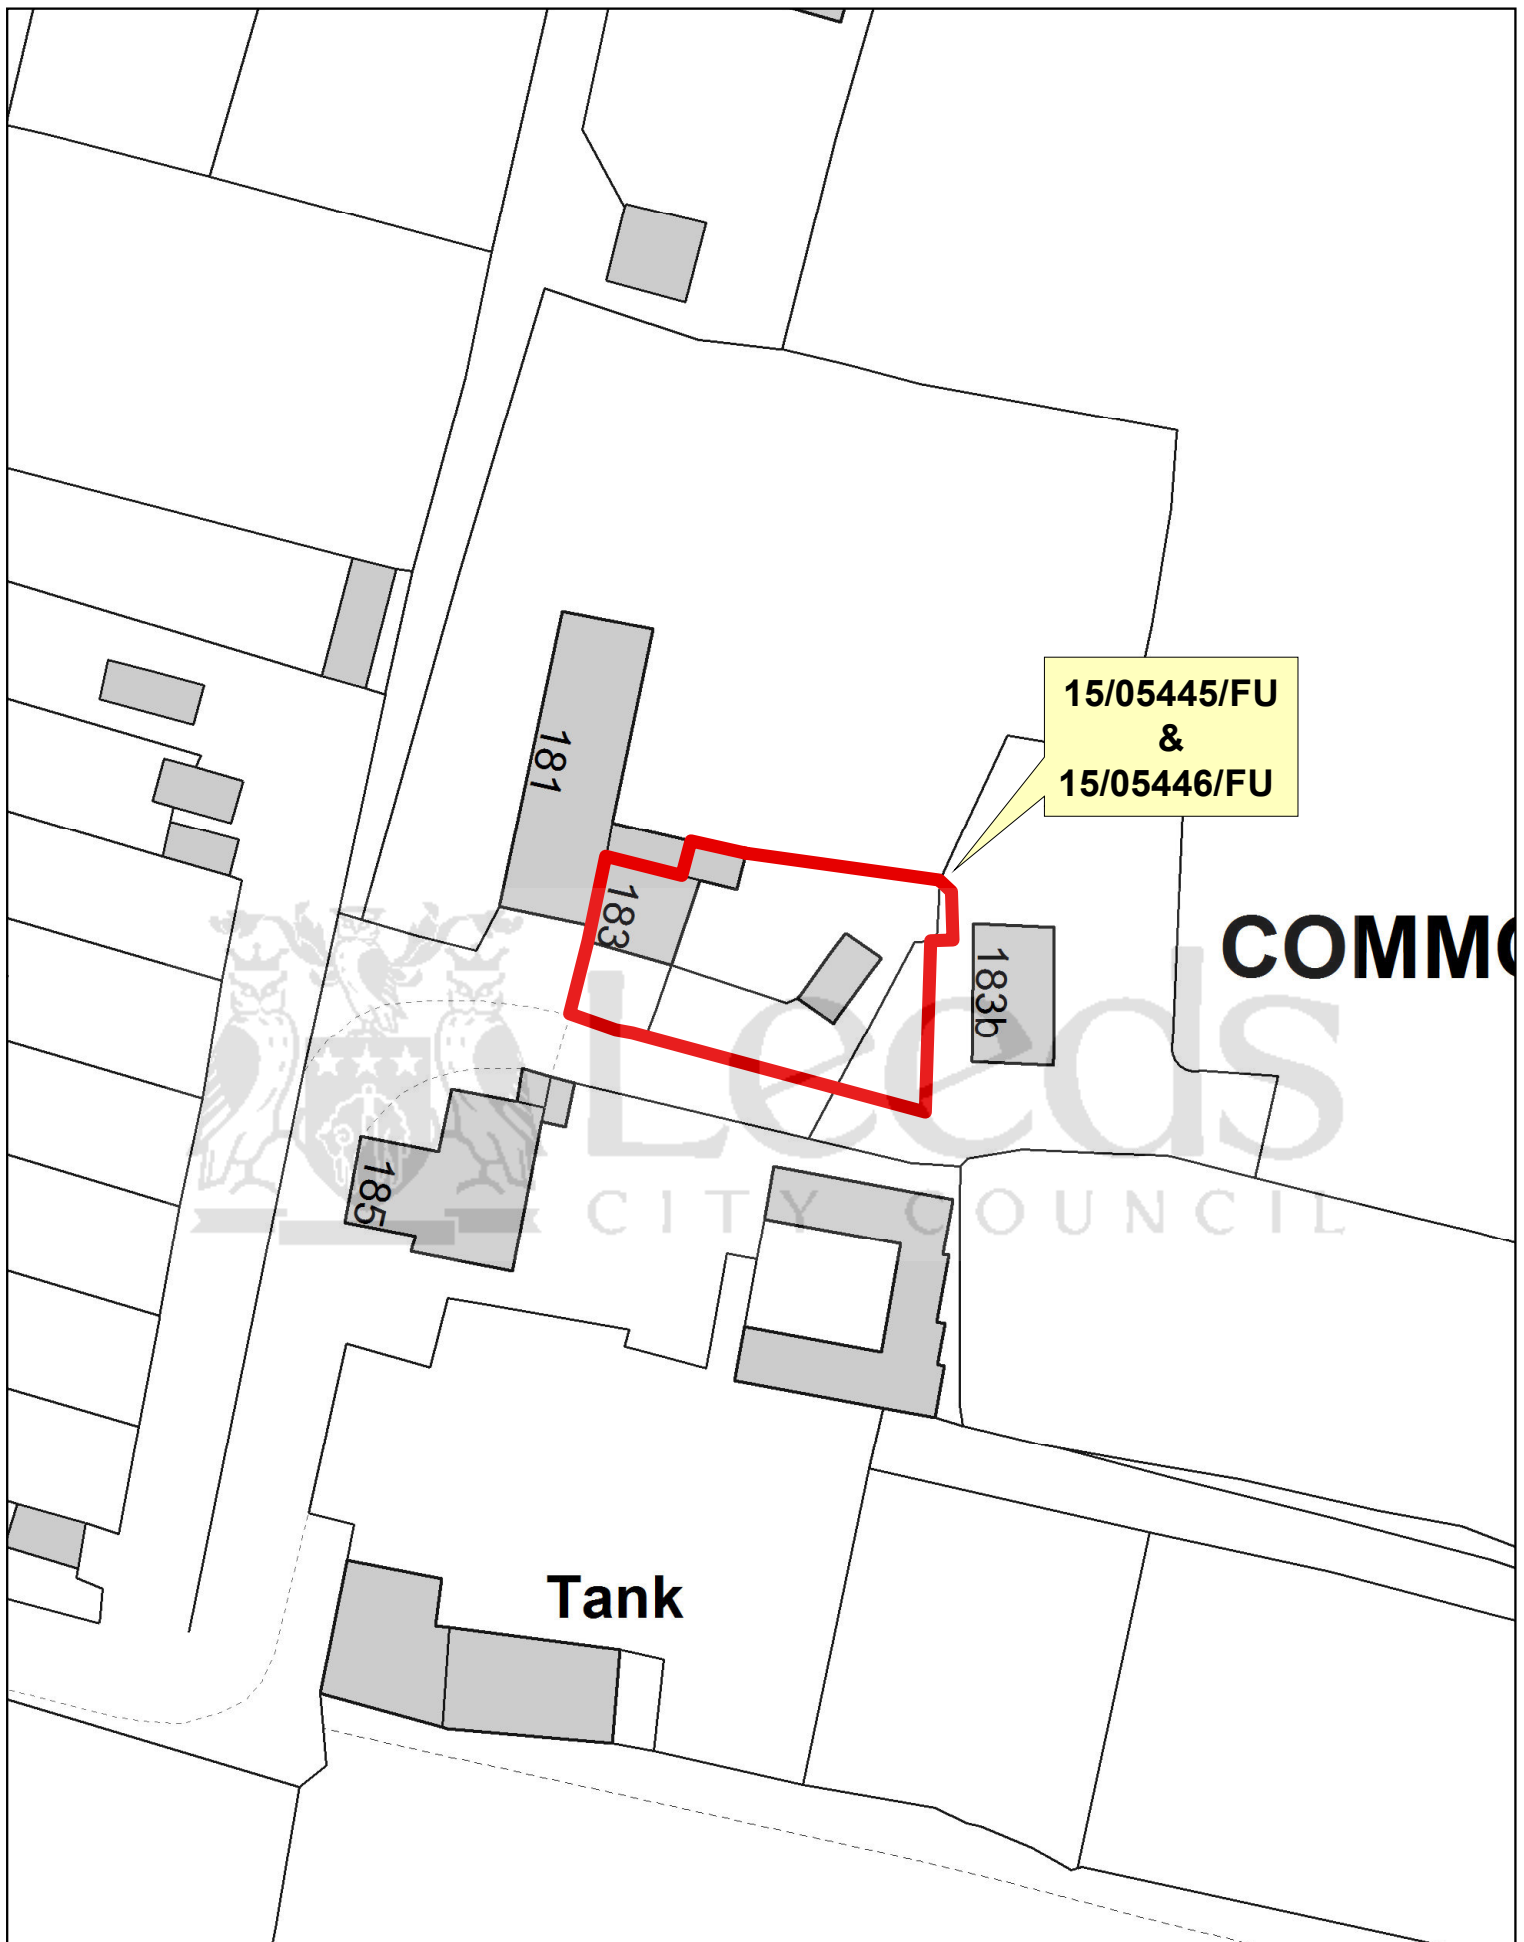 15/05445/FU
&
15/05446/FU
181
183
183b
COMMO
Leeds
CITY COUNCIL
185
Tank